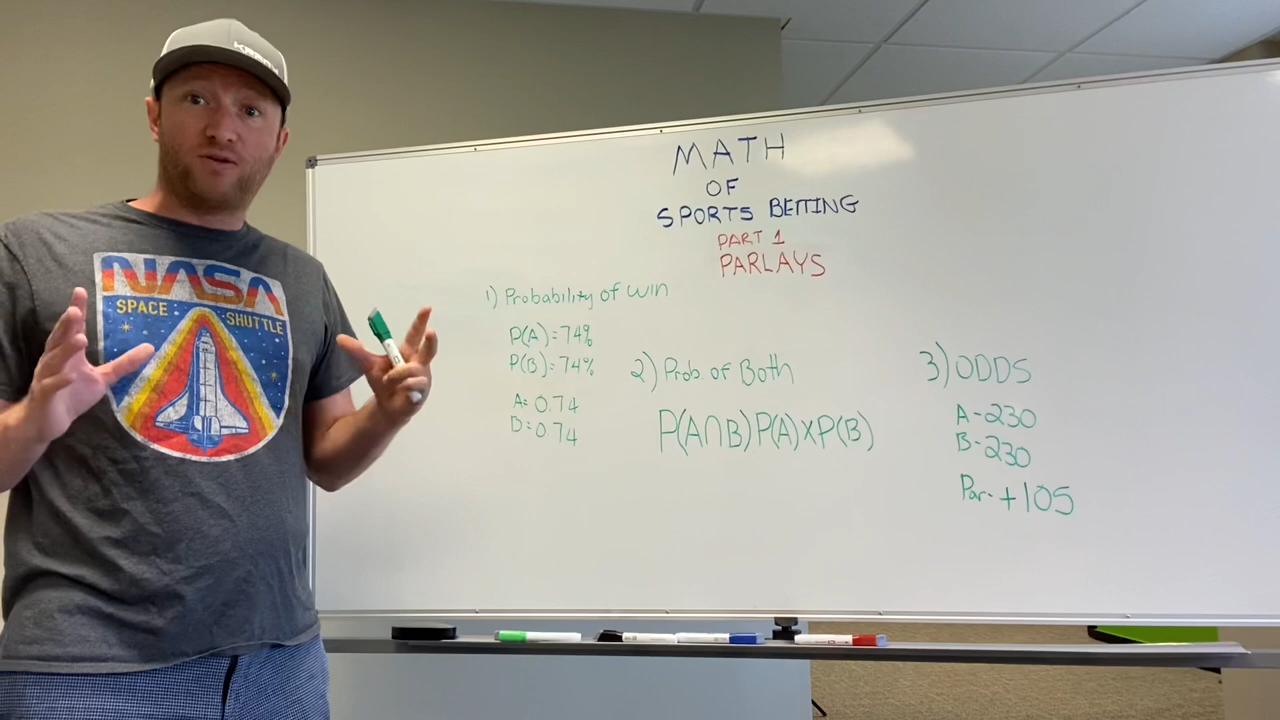 NASA
SPACE
SHUTTLE
MATH
OF
SPORTS BETTING
PART 1
PARLAYS
1) Probability of win
P(A)=74%
P(B)=74%
A=0.74
B=0.74
2) Prob. of Both
P(A∩B)P(A)XP(B)
3) ODDS
A-230
B-230
Par-+105